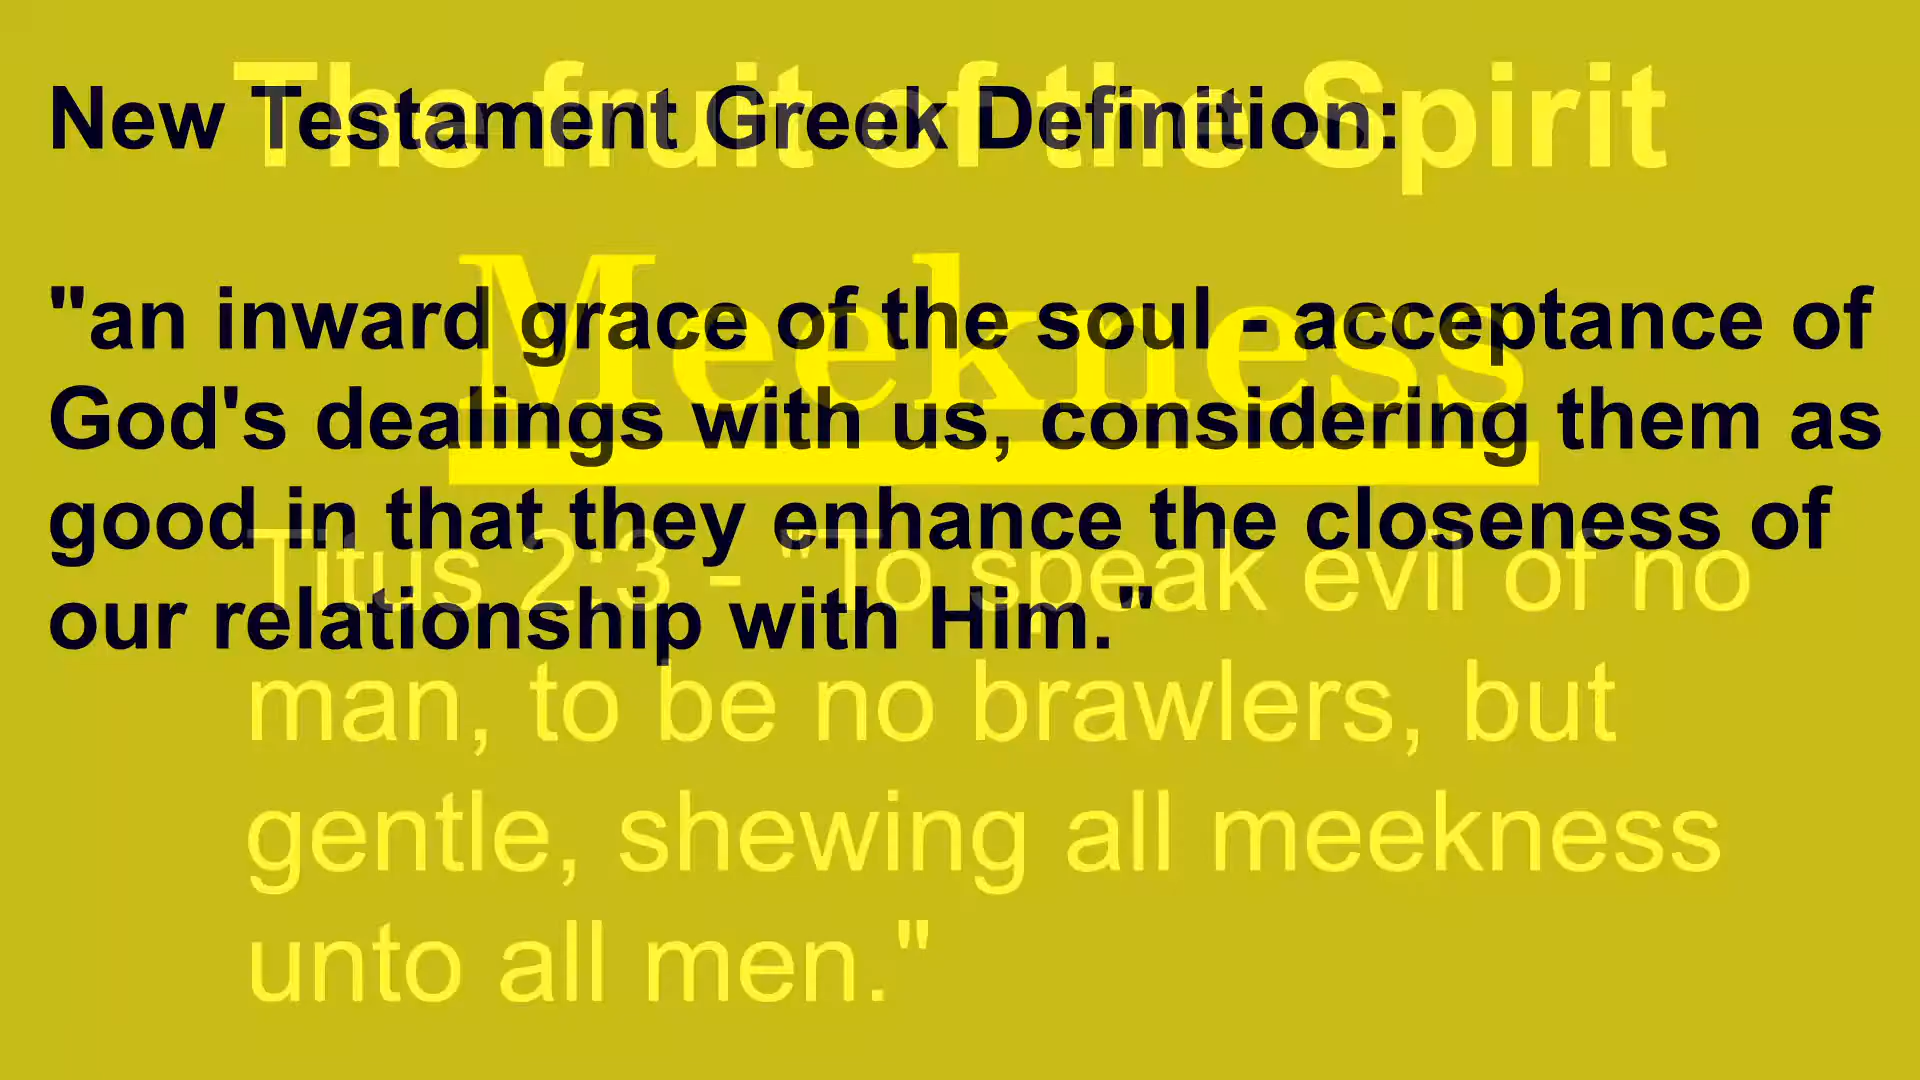 The fruit of the Spirit
New Testament Greek Definition:
Meekness
"an inward grace of the soul - acceptance of
God's dealings with us, considering them as
good in that they enhance the closeness of
our relationship with Him."
Titus 2:3 - "To speak evil of no
man, to be no brawlers, but
gentle, shewing all meekness
unto all men."